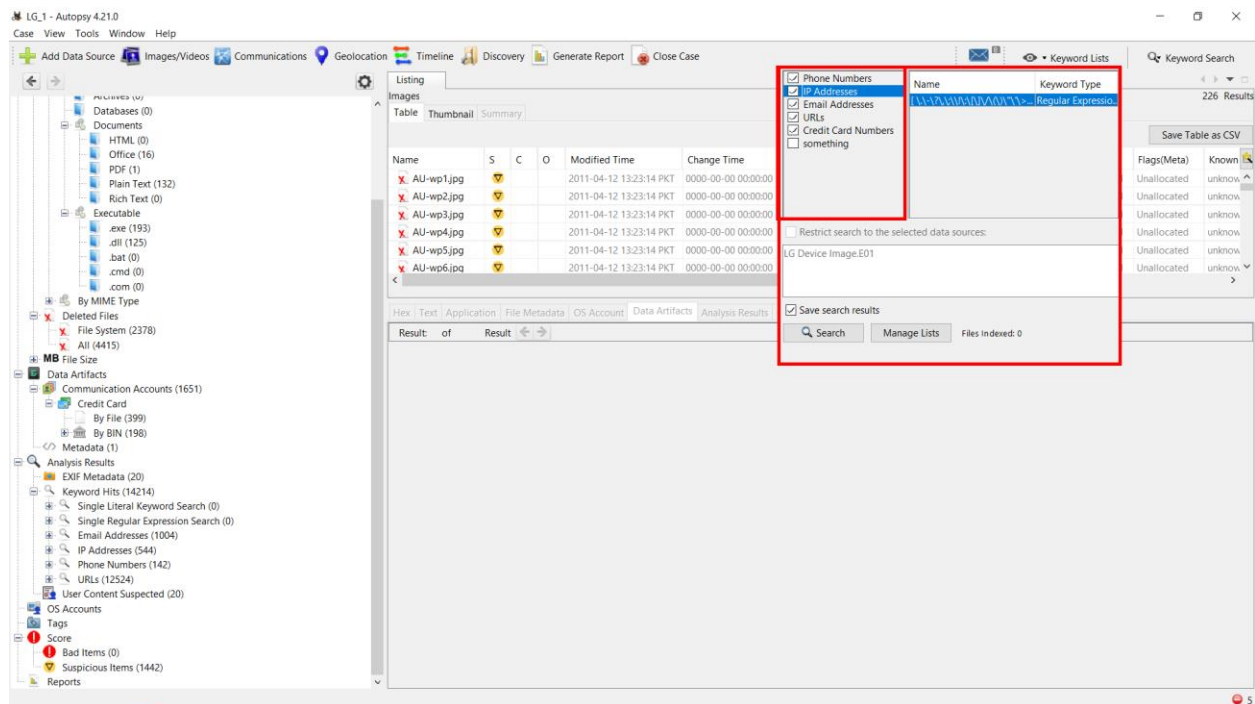 LG_1 - Autopsy 4.21.0
Case View Tools Window Help
Add Data Source Images/Videos Communications Geolocation Timeline Discovery Generate Report Close Case Keyword Lists Keyword Search
Archives (0)
Databases (0)
Documents
HTML (0)
Office (16)
PDF (1)
Plain Text (132)
Rich Text (0)
Executable
.exe (193)
.dll (125)
.bat (0)
.cmd (0)
.com (0)
By MIME Type
Deleted Files
File System (2378)
All (4415)
MB File Size
Data Artifacts
Communication Accounts (1651)
Credit Card
By File (399)
By BIN (198)
Metadata (1)
Analysis Results
EXIF Metadata (20)
Keyword Hits (14214)
Single Literal Keyword Search (0)
Single Regular Expression Search (0)
Email Addresses (1004)
IP Addresses (544)
Phone Numbers (142)
URLs (12524)
User Content Suspected (20)
OS Accounts
Tags
Score
Bad Items (0)
Suspicious Items (1442)
Reports
Listing
Images
226 Results
Table Thumbnail Summary
Save Table as CSV
Name S C O Modified Time Change Time Flags(Meta) Known
AU-wp1.jpg 2011-04-12 13:23:14 PKT 0000-00-00 00:00:00 Unallocated unknow
AU-wp2.jpg 2011-04-12 13:23:14 PKT 0000-00-00 00:00:00 Unallocated unknow
AU-wp3.jpg 2011-04-12 13:23:14 PKT 0000-00-00 00:00:00 Unallocated unknow
AU-wp4.jpg 2011-04-12 13:23:14 PKT 0000-00-00 00:00:00 Unallocated unknow
AU-wp5.jpg 2011-04-12 13:23:14 PKT 0000-00-00 00:00:00 Unallocated unknow
AU-wp6.jpg 2011-04-12 13:23:14 PKT 0000-00-00 00:00:00 Unallocated unknow
Hex Text Application File Metadata OS Account Data Artifacts Analysis Results
Result: of Result
Phone Numbers
IP Addresses
Email Addresses
URLs
Credit Card Numbers
something
Name Keyword Type
Regular Expressio...
Restrict search to the selected data sources:
LG Device Image.E01
Save search results
Search Manage Lists Files Indexed: 0
5